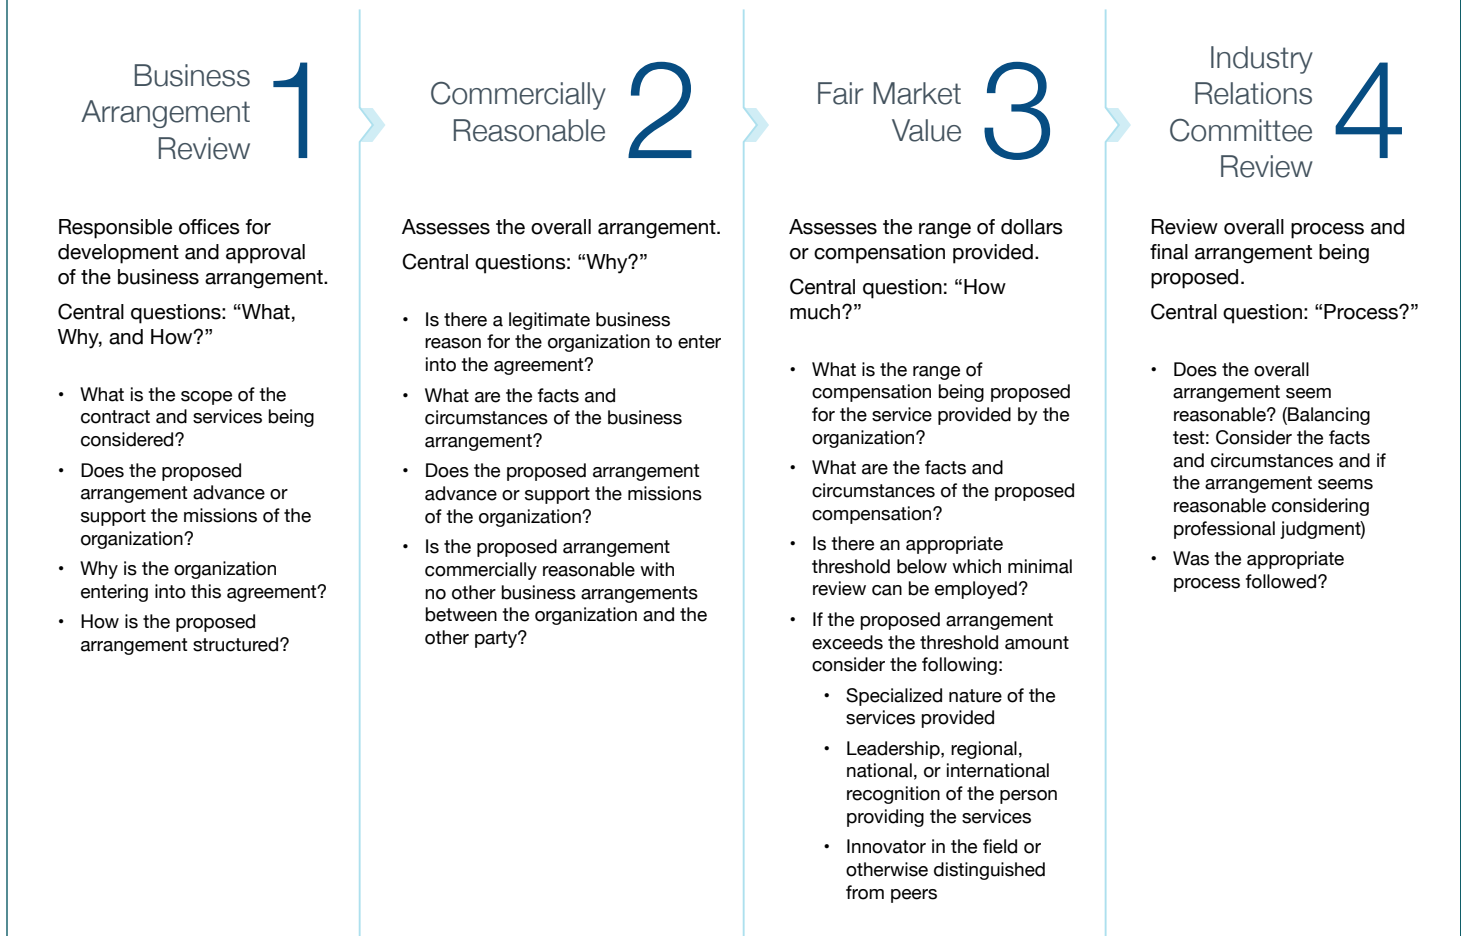 Business
Arrangement
Review
1
Responsible offices for
development and approval
of the business arrangement.
Central questions: “What,
Why, and How?”
• What is the scope of the
contract and services being
considered?
• Does the proposed
arrangement advance or
support the missions of the
organization?
• Why is the organization
entering into this agreement?
• How is the proposed
arrangement structured?
Commercially
Reasonable
2
Assesses the overall arrangement.
Central questions: “Why?”
• Is there a legitimate business
reason for the organization to enter
into the agreement?
• What are the facts and
circumstances of the business
arrangement?
• Does the proposed arrangement
advance or support the missions
of the organization?
• Is the proposed arrangement
commercially reasonable with
no other business arrangements
between the organization and the
other party?
Fair Market
Value
3
Assesses the range of dollars
or compensation provided.
Central question: “How
much?”
• What is the range of
compensation being proposed
for the service provided by the
organization?
• What are the facts and
circumstances of the proposed
compensation?
• Is there an appropriate
threshold below which minimal
review can be employed?
• If the proposed arrangement
exceeds the threshold amount
consider the following:
• Specialized nature of the
services provided
• Leadership, regional,
national, or international
recognition of the person
providing the services
• Innovator in the field or
otherwise distinguished
from peers
Industry
Relations
Committee
Review
4
Review overall process and
final arrangement being
proposed.
Central question: “Process?”
• Does the overall
arrangement seem
reasonable? (Balancing
test: Consider the facts
and circumstances and if
the arrangement seems
reasonable considering
professional judgment)
• Was the appropriate
process followed?